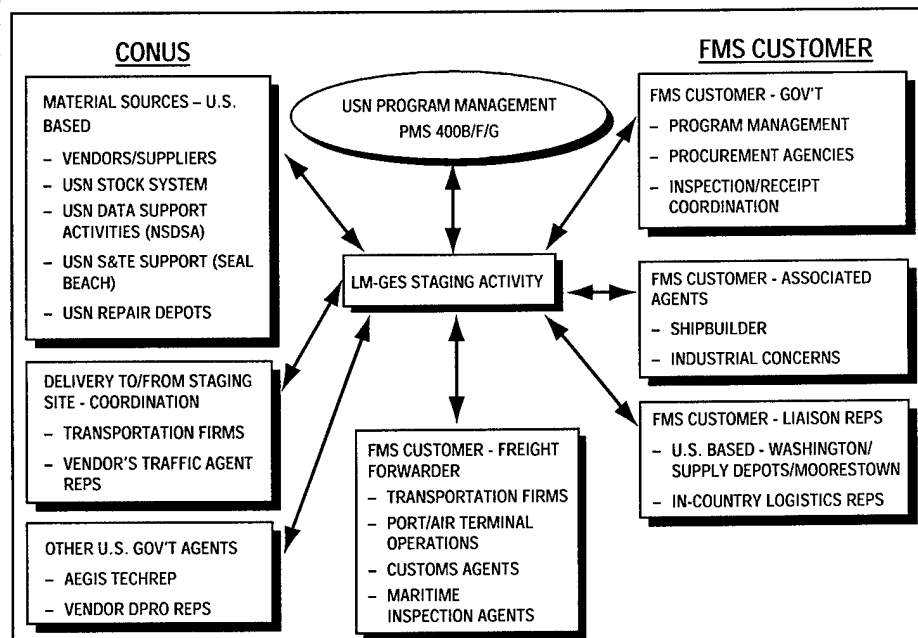 CONUS
MATERIAL SOURCES – U.S.
BASED
– VENDORS/SUPPLIERS
– USN STOCK SYSTEM
– USN DATA SUPPORT
ACTIVITIES (NSDSA)
– USN S&TE SUPPORT (SEAL
BEACH)
– USN REPAIR DEPOTS
DELIVERY TO/FROM STAGING
SITE - COORDINATION
– TRANSPORTATION FIRMS
– VENDOR'S TRAFFIC AGENT
REPS
OTHER U.S. GOV'T AGENTS
– AEGIS TECHREP
– VENDOR DPRO REPS
USN PROGRAM MANAGEMENT
PMS 400B/F/G
LM-GES STAGING ACTIVITY
FMS CUSTOMER - FREIGHT
FORWARDER
– TRANSPORTATION FIRMS
– PORT/AIR TERMINAL
OPERATIONS
– CUSTOMS AGENTS
– MARITIME
INSPECTION AGENTS
FMS CUSTOMER
FMS CUSTOMER - GOV'T
– PROGRAM MANAGEMENT
– PROCUREMENT AGENCIES
– INSPECTION/RECEIPT
COORDINATION
FMS CUSTOMER - ASSOCIATED
AGENTS
– SHIPBUILDER
– INDUSTRIAL CONCERNS
FMS CUSTOMER - LIAISON REPS
– U.S. BASED - WASHINGTON/
SUPPLY DEPOTS/MOORESTOWN
– IN-COUNTRY LOGISTICS REPS